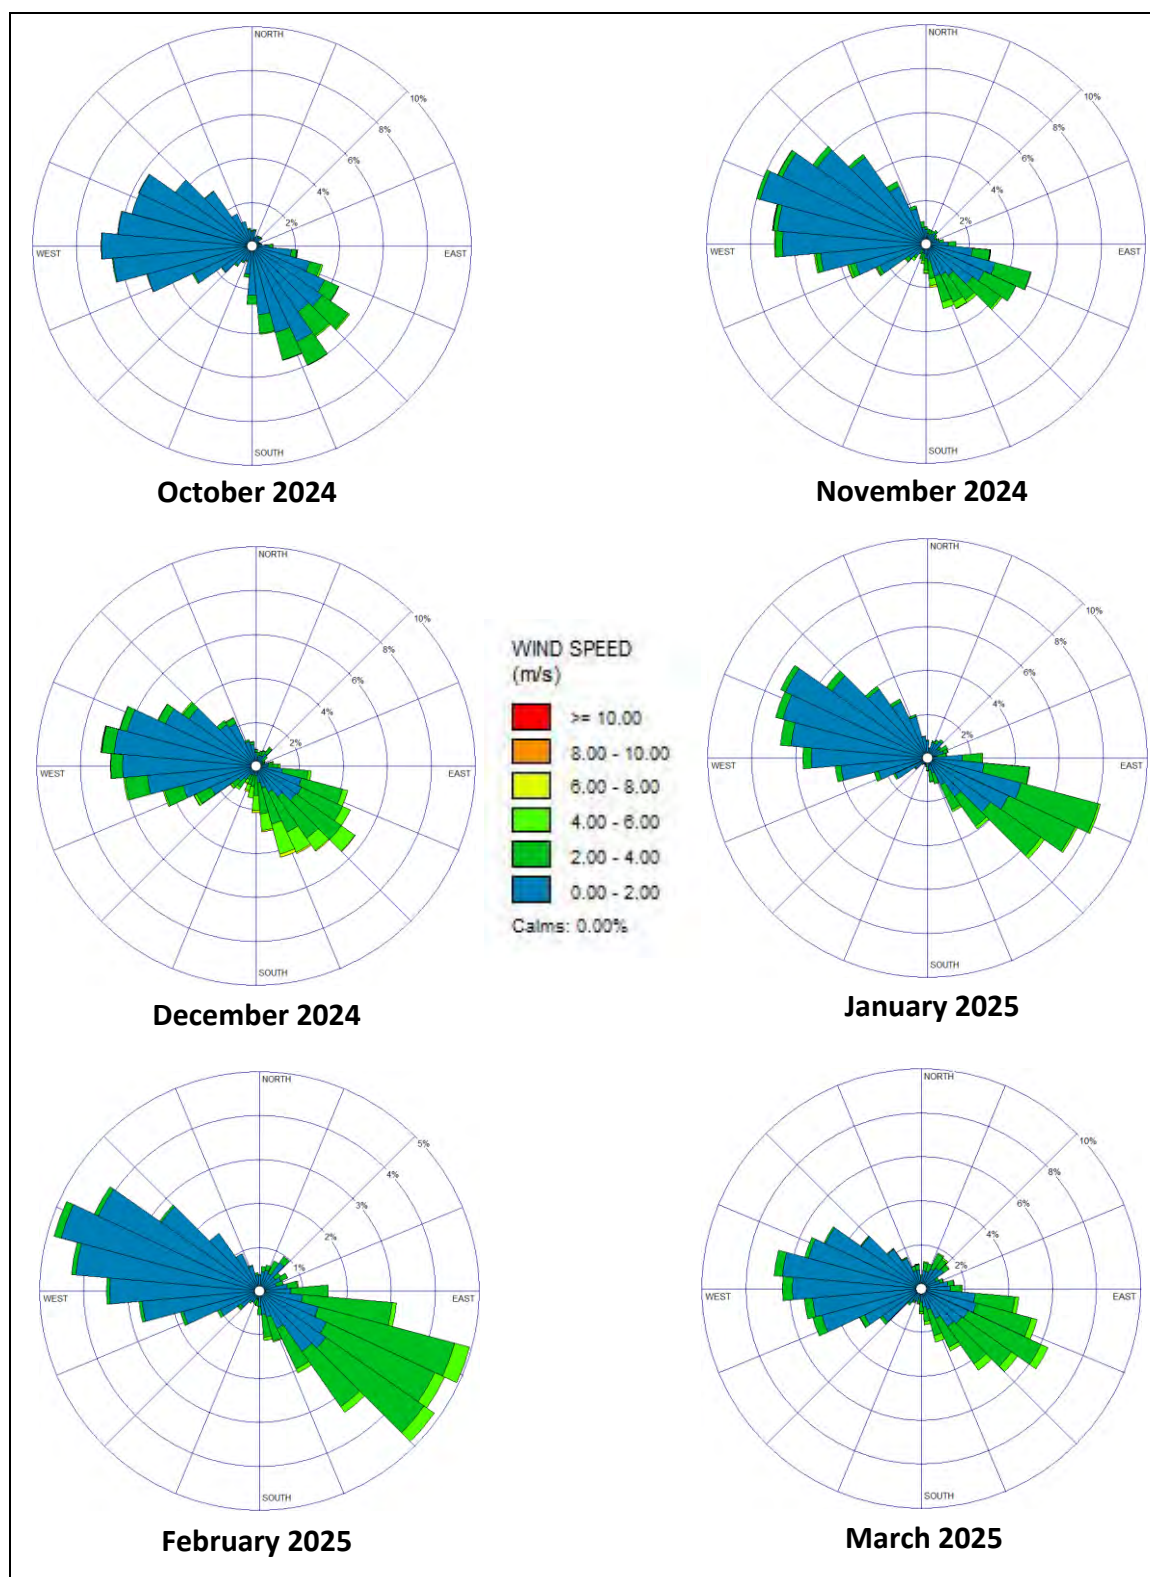 NORTH
10%
8%
6%
4%
2%
WEST
EAST
SOUTH
October 2024
NORTH
10%
8%
6%
4%
2%
WEST
EAST
SOUTH
November 2024
NORTH
10%
8%
6%
4%
2%
WEST
EAST
SOUTH
December 2024
WIND SPEED
(m/s)
>= 10.00
8.00 - 10.00
6.00 - 8.00
4.00 - 6.00
2.00 - 4.00
0.00 - 2.00
Calms: 0.00%
NORTH
10%
8%
6%
4%
2%
WEST
EAST
SOUTH
January 2025
NORTH
5%
4%
3%
2%
1%
WEST
EAST
SOUTH
February 2025
NORTH
10%
8%
6%
4%
2%
WEST
EAST
SOUTH
March 2025